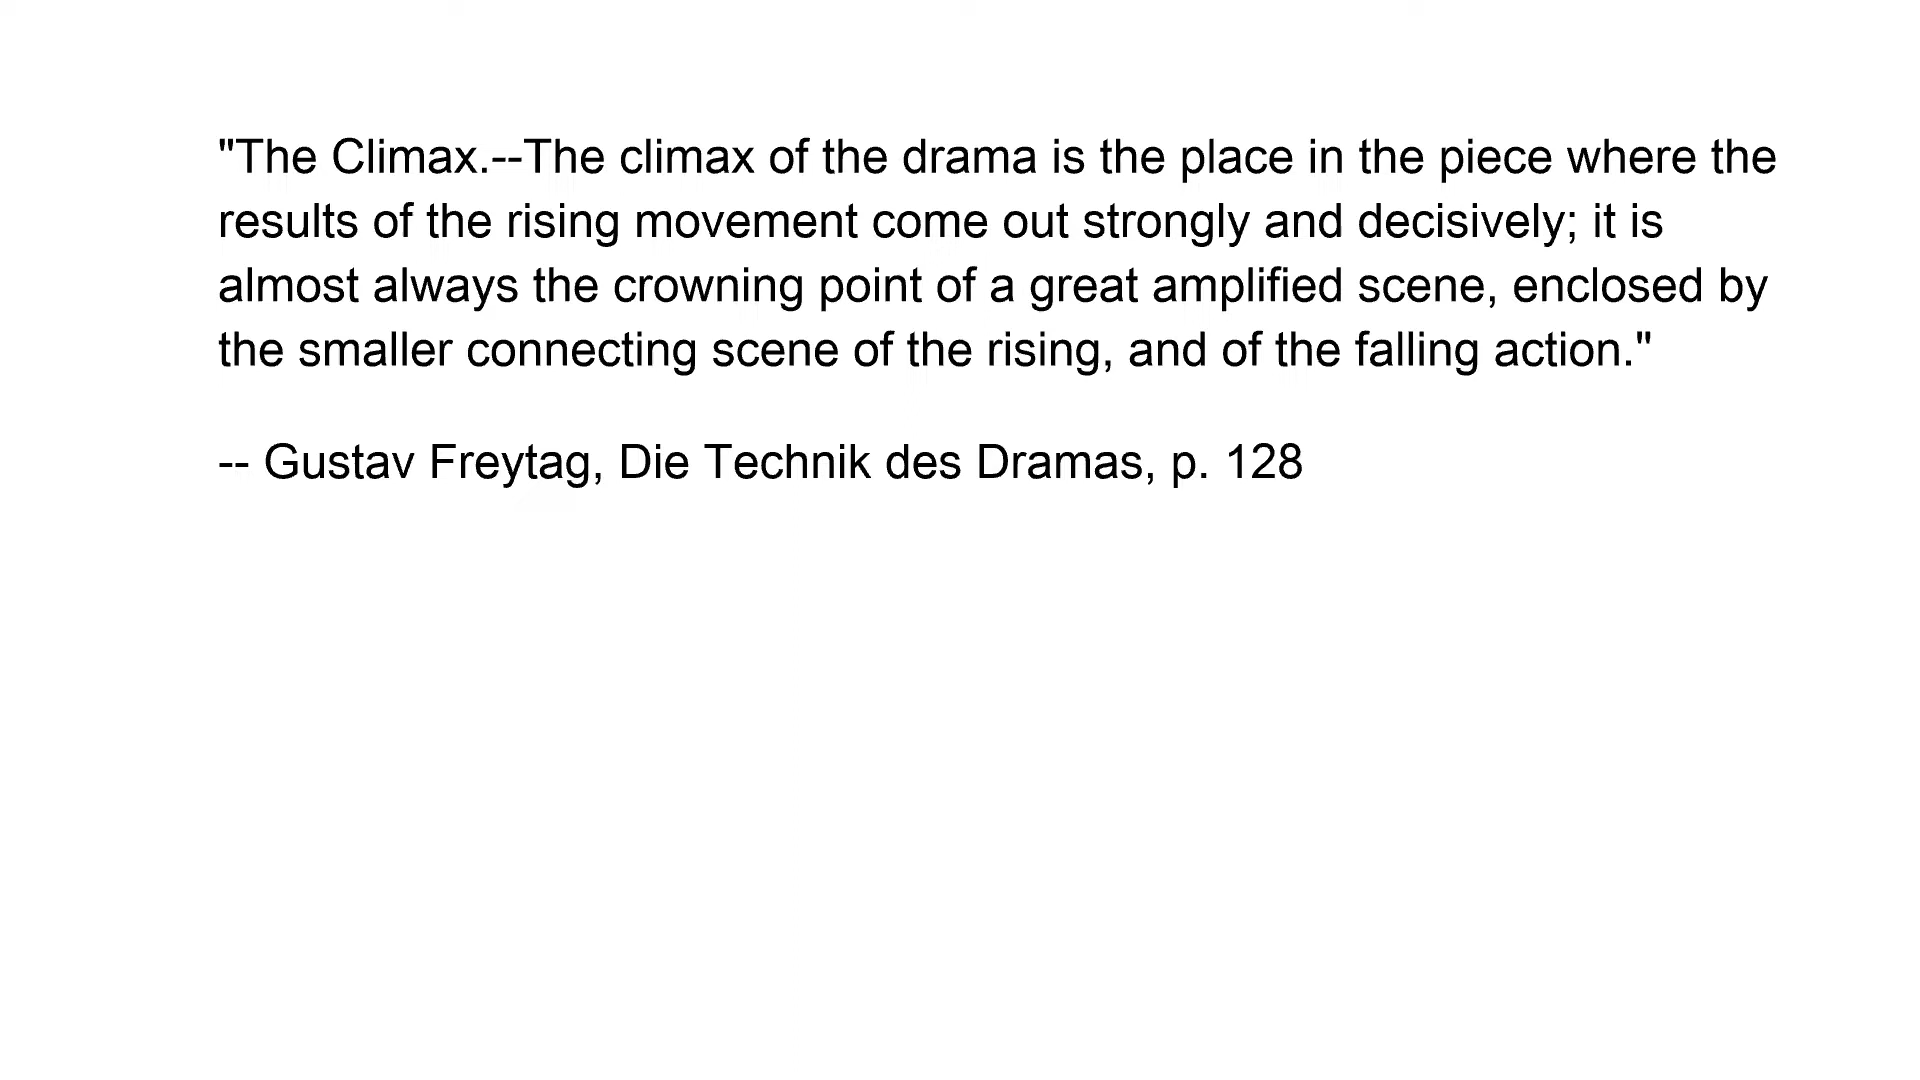 "The Climax.--The climax of the drama is the place in the piece where the
results of the rising movement come out strongly and decisively; it is
almost always the crowning point of a great amplified scene, enclosed by
the smaller connecting scene of the rising, and of the falling action."
-- Gustav Freytag, Die Technik des Dramas, p. 128